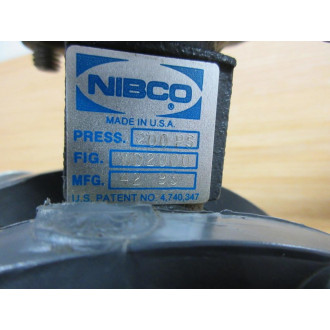 NIBCO
®
MADE IN U.S.A.
PRESS.
FIG.
MFG.
U.S. PATENT NO. 4,740,347